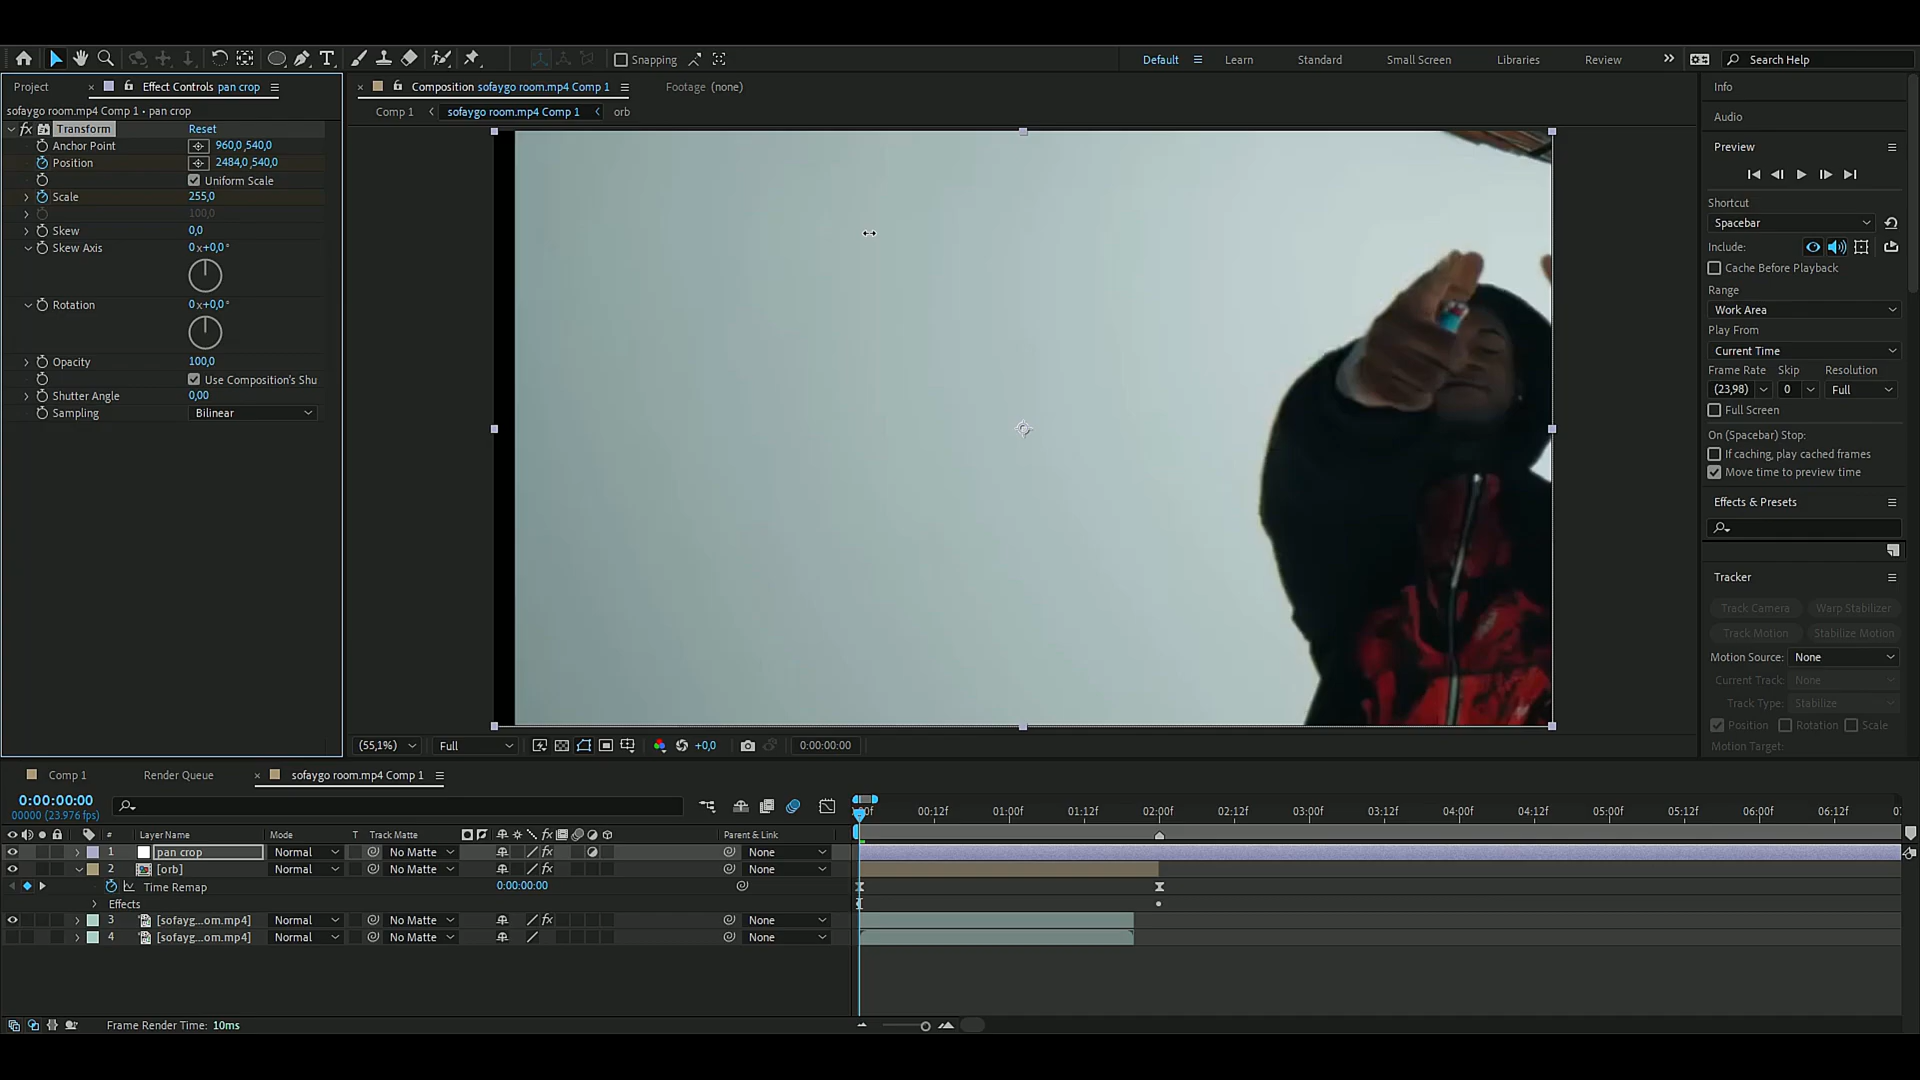 Snapping
Default
Learn
Standard
Small Screen
Libraries
Review
Search Help
Project
Effect Controls pan crop
Composition sofaygo room.mp4 Comp 1
Footage (none)
Info
sofaygo room.mp4 Comp 1 • pan crop
Comp 1
sofaygo room.mp4 Comp 1
orb
Audio
fx Transform
Reset
Anchor Point
960,0 ,540,0
Position
2484,0 ,540,0
Uniform Scale
Scale
255,0
100,0
Skew
0,0
Skew Axis
0 x+0,0°
Rotation
0 x+0,0°
Opacity
100,0
Use Composition's Shu
Shutter Angle
0,00
Sampling
Bilinear
Preview
Shortcut
Spacebar
Include:
Cache Before Playback
Range
Work Area
Play From
Current Time
Frame Rate
Skip
Resolution
(23,98)
0
Full
Full Screen
On (Spacebar) Stop:
If caching, play cached frames
Move time to preview time
Effects & Presets
Tracker
Track Camera
Warp Stabilizer
Track Motion
Stabilize Motion
Motion Source:
None
Current Track:
None
Track Type:
Stabilize
Position
Rotation
Scale
Motion Target:
(55,1%)
Full
+0,0
0:00:00:00
Comp 1
Render Queue
sofaygo room.mp4 Comp 1
0:00:00:00
00000 (23.976 fps)
00:12f
01:00f
01:12f
02:00f
02:12f
03:00f
03:12f
04:00f
04:12f
05:00f
05:12f
06:00f
06:12f
#
Layer Name
Mode
T
Track Matte
fx
Parent & Link
1
pan crop
Normal
No Matte
fx
None
2
[orb]
Normal
No Matte
fx
None
Time Remap
0:00:00:00
Effects
3
[sofayg...om.mp4]
Normal
No Matte
fx
None
4
[sofayg...om.mp4]
Normal
No Matte
None
Frame Render Time: 10ms